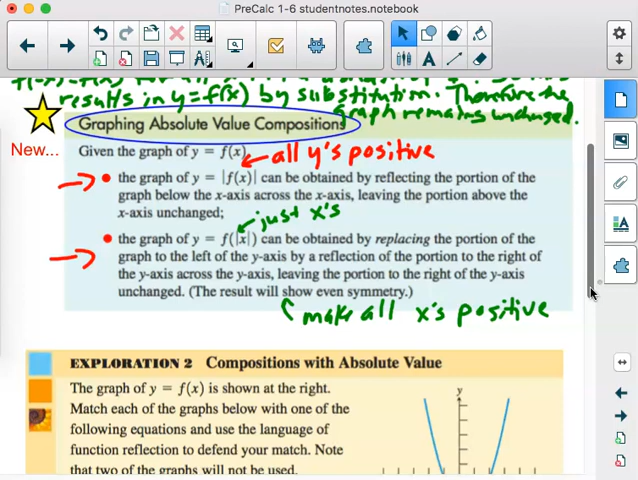 PreCalc 1-6 studentnotes.notebook
f(-x)=f(x) for all x
results in y=f(x) by substitution. Therefore the
graph remains unchanged.
Graphing Absolute Value Compositions
New...
Given the graph of y = f(x),
all y's positive
• the graph of y = |f(x)| can be obtained by reflecting the portion of the
graph below the x-axis across the x-axis, leaving the portion above the
x-axis unchanged;
just x's
• the graph of y = f(|x|) can be obtained by replacing the portion of the
graph to the left of the y-axis by a reflection of the portion to the right of
the y-axis across the y-axis, leaving the portion to the right of the y-axis
unchanged. (The result will show even symmetry.)
make all x's positive
EXPLORATION 2 Compositions with Absolute Value
The graph of y = f(x) is shown at the right.
Match each of the graphs below with one of the
following equations and use the language of
function reflection to defend your match. Note
that two of the graphs will not be used.
y